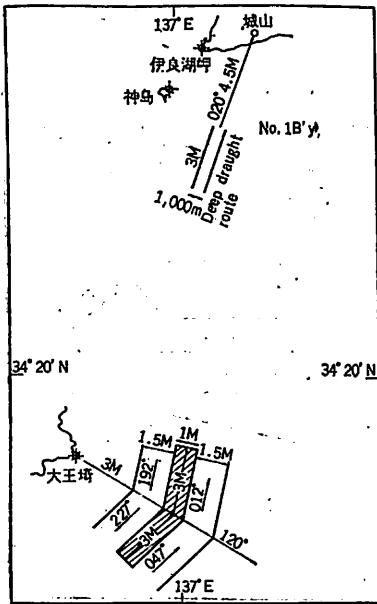 137°E
城山
伊良湖岬
神島
020° 4.5M
No. 1B'y
3M
1,000m
Deep draught
route
34° 20' N
34° 20' N
1M
1.5M
1.5M
大王埼
3M
192°
3M
012°
227°
3M
047°
120°
137°E